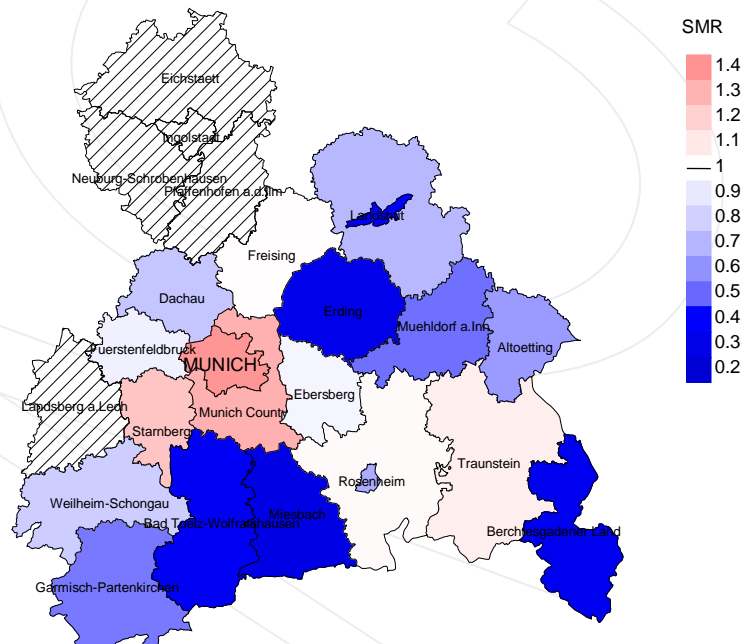 SMR
1.4
1.3
1.2
1.1
1
0.9
0.8
0.7
0.6
0.5
0.4
0.3
0.2
Eichstaett
Ingolstadt
Neuburg-Schrobenhausen
Pfaffenhofen a.d.Ilm
Landshut
Freising
Dachau
Erding
Muehldorf a.Inn
Altoetting
Fuerstenfeldbruck
MUNICH
Ebersberg
Landsberg a.Lech
Munich County
Starnberg
Traunstein
Rosenheim
Weilheim-Schongau
Miesbach
Bad Toelz-Wolfratshausen
Berchtesgadener Land
Garmisch-Partenkirchen